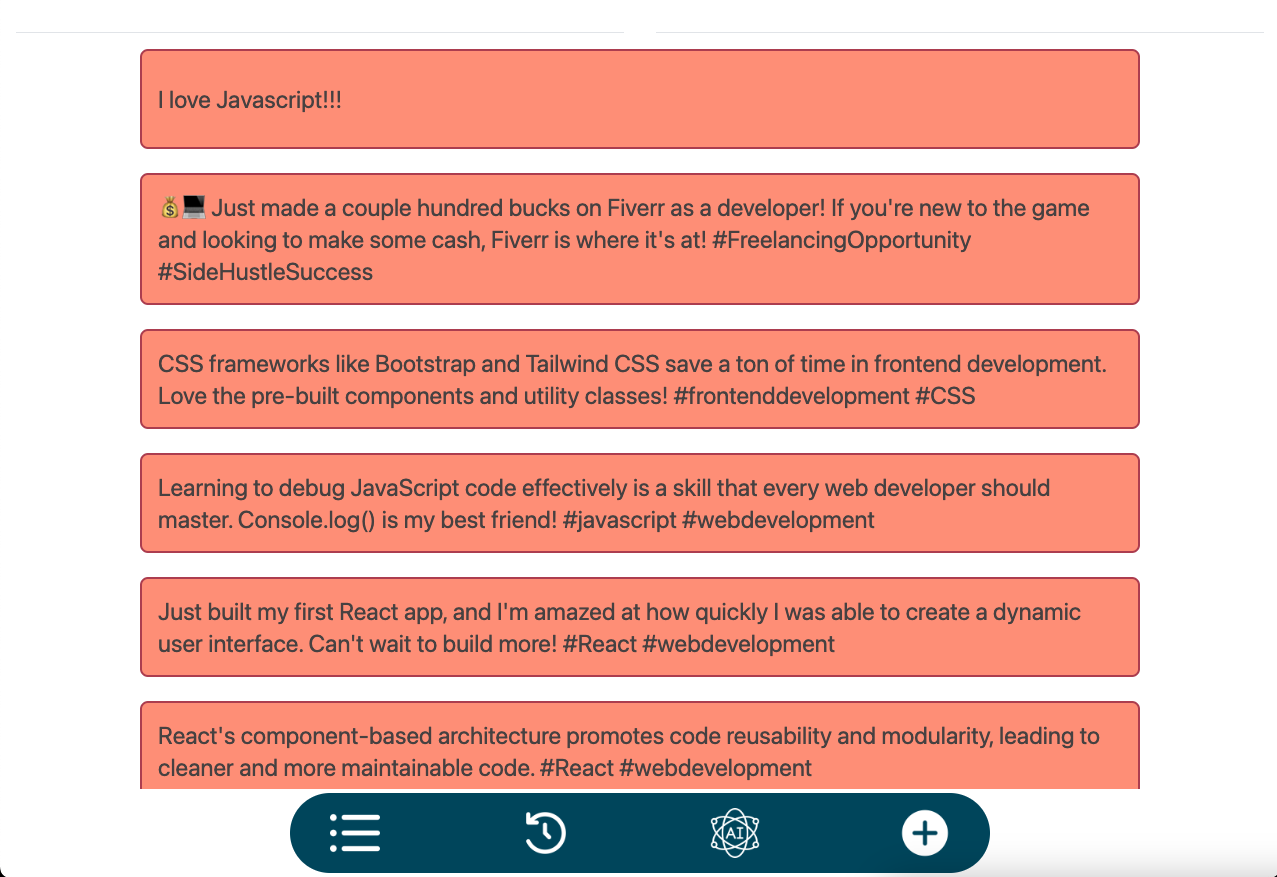 I love Javascript!!!
💰💻 Just made a couple hundred bucks on Fiverr as a developer! If you're new to the game
and looking to make some cash, Fiverr is where it's at! #FreelancingOpportunity
#SideHustleSuccess
CSS frameworks like Bootstrap and Tailwind CSS save a ton of time in frontend development.
Love the pre-built components and utility classes! #frontenddevelopment #CSS
Learning to debug JavaScript code effectively is a skill that every web developer should
master. Console.log() is my best friend! #javascript #webdevelopment
Just built my first React app, and I'm amazed at how quickly I was able to create a dynamic
user interface. Can't wait to build more! #React #webdevelopment
React's component-based architecture promotes code reusability and modularity, leading to
cleaner and more maintainable code. #React #webdevelopment
AI